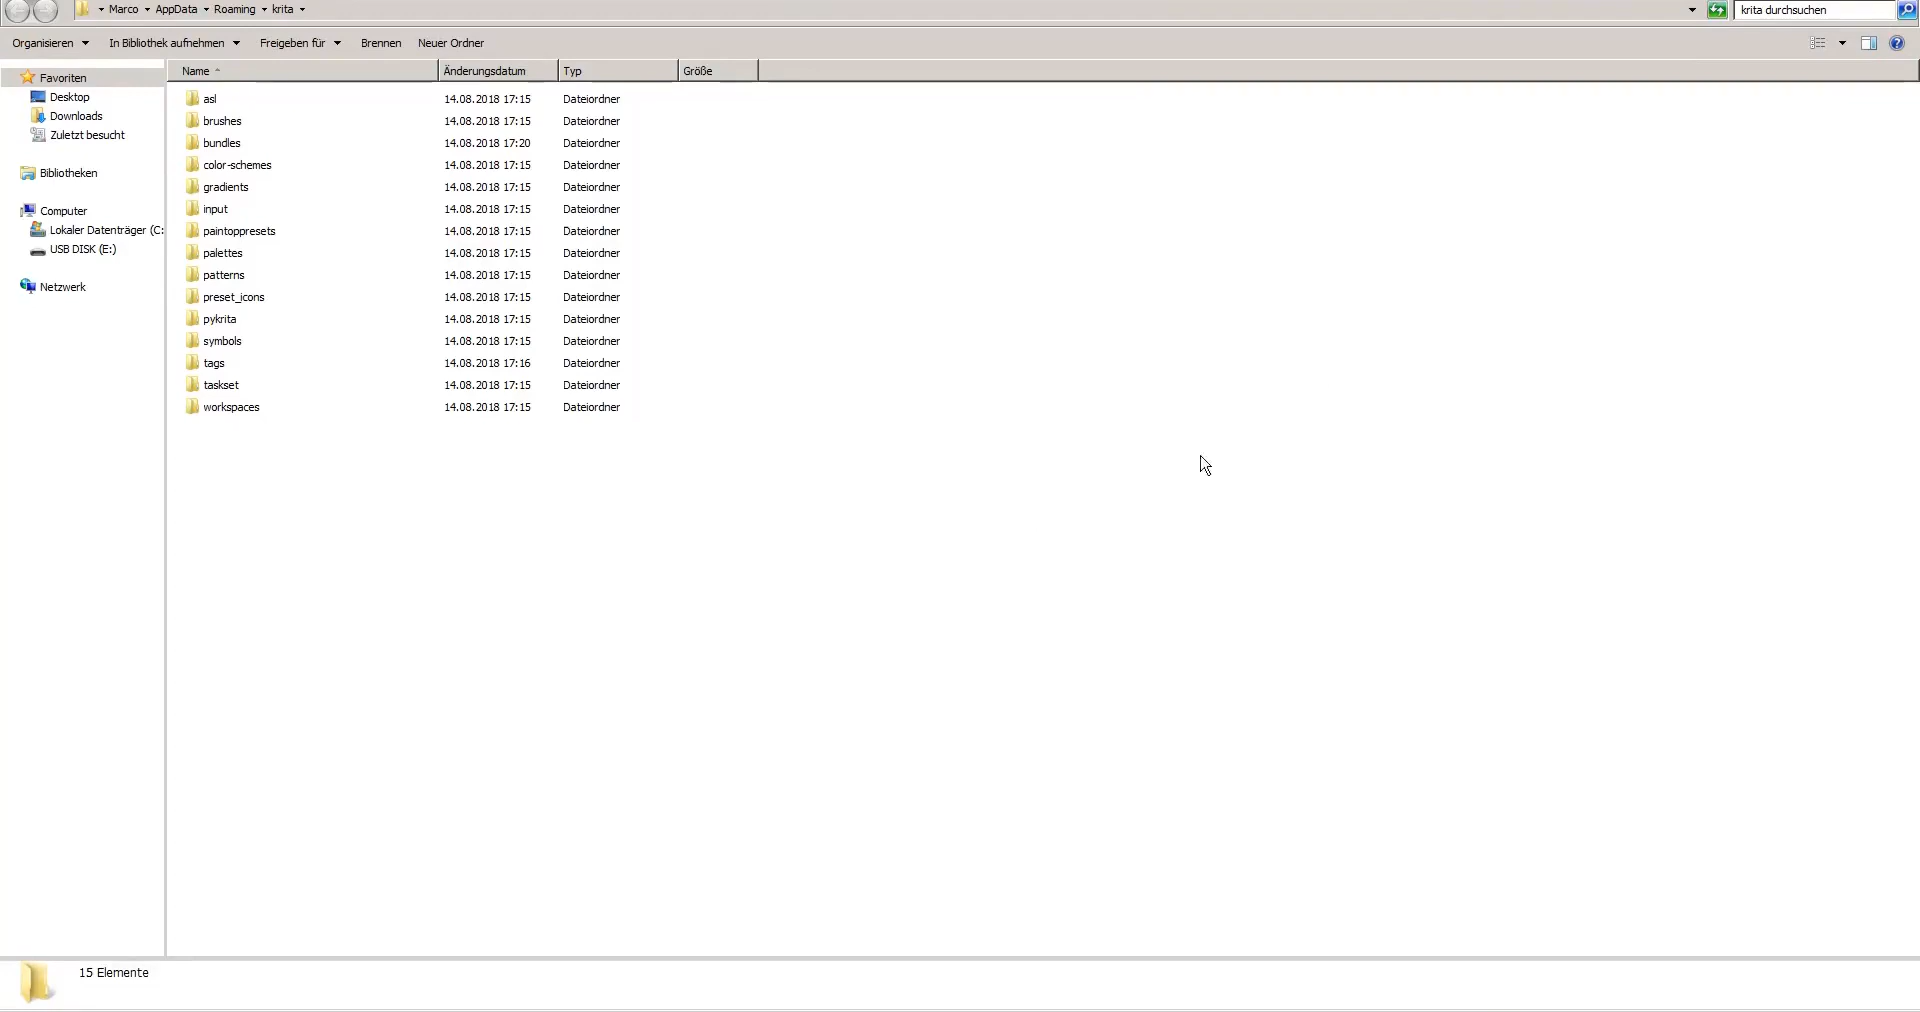 Marco AppData Roaming krita krita durchsuchen
Organisieren In Bibliothek aufnehmen Freigeben für Brennen Neuer Ordner
Name Änderungsdatum Typ Größe
Favoriten
Desktop
Downloads
Zuletzt besucht
Bibliotheken
Computer
Lokaler Datenträger (C:
USB DISK (E:)
Netzwerk
asl 14.08.2018 17:15 Dateiordner
brushes 14.08.2018 17:15 Dateiordner
bundles 14.08.2018 17:20 Dateiordner
color-schemes 14.08.2018 17:15 Dateiordner
gradients 14.08.2018 17:15 Dateiordner
input 14.08.2018 17:15 Dateiordner
paintoppresets 14.08.2018 17:15 Dateiordner
palettes 14.08.2018 17:15 Dateiordner
patterns 14.08.2018 17:15 Dateiordner
preset_icons 14.08.2018 17:15 Dateiordner
pykrita 14.08.2018 17:15 Dateiordner
symbols 14.08.2018 17:15 Dateiordner
tags 14.08.2018 17:16 Dateiordner
taskset 14.08.2018 17:15 Dateiordner
workspaces 14.08.2018 17:15 Dateiordner
15 Elemente